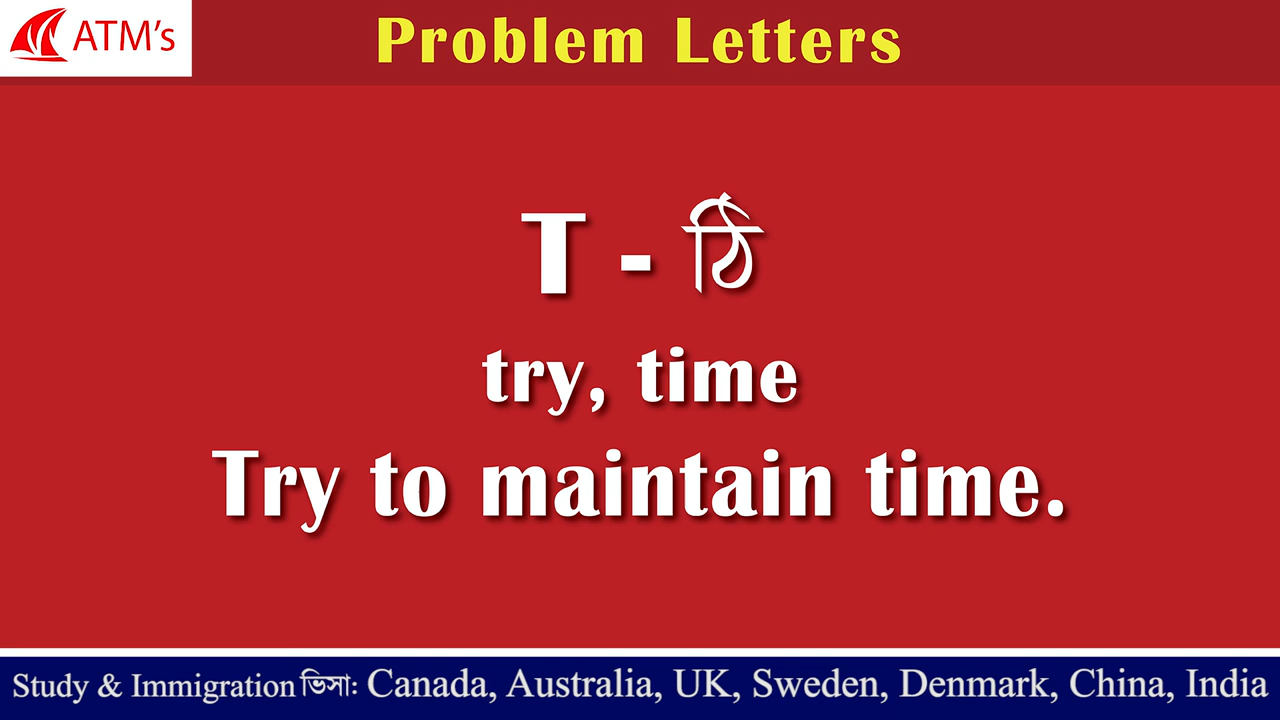 ATM's
Problem Letters
T - ঠি
try, time
Try to maintain time.
Study & Immigration ভিসা: Canada, Australia, UK, Sweden, Denmark, China, India